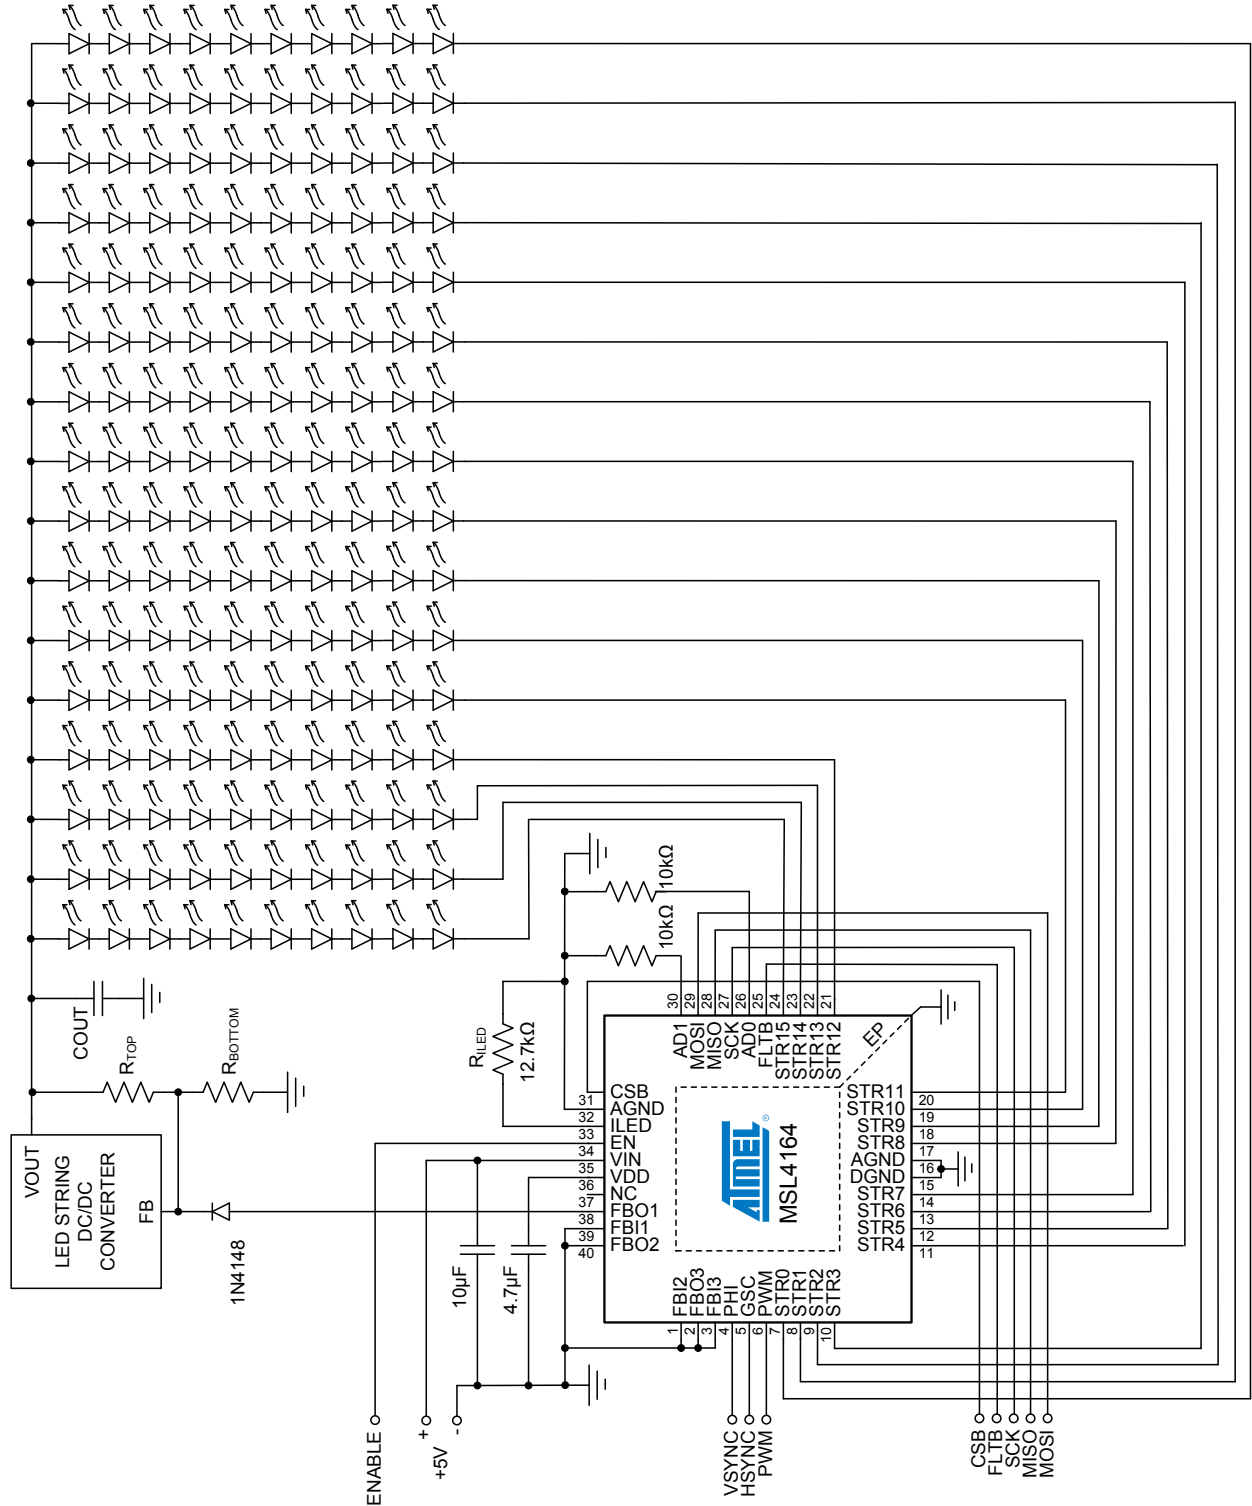 COUT
R_TOP
R_BOTTOM
VOUT
LED STRING
DC/DC
CONVERTER
FB
1N4148
R_ILED
12.7kΩ
10kΩ
10kΩ
10µF
4.7µF
30
29
28
27
26
25
24
23
22
21
AD1
MOSI
MISO
SCK
AD0
FLTB
STR15
STR14
STR13
STR12
EP
CSB
31
AGND
32
ILED
33
EN
34
VIN
35
VDD
36
NC
37
FBO1
38
FBI1
39
FBO2
40
ATMEL®
MSL4164
STR11
20
STR10
19
STR9
18
STR8
17
AGND
16
DGND
15
STR7
14
STR6
13
STR5
12
STR4
11
FBI2
FBO3
FBI3
PHI
GSC
PWM
STR0
STR1
STR2
STR3
1
2
3
4
5
6
7
8
9
10
ENABLE
+
+5V
-
VSYNC
HSYNC
PWM
CSB
FLTB
SCK
MISO
MOSI